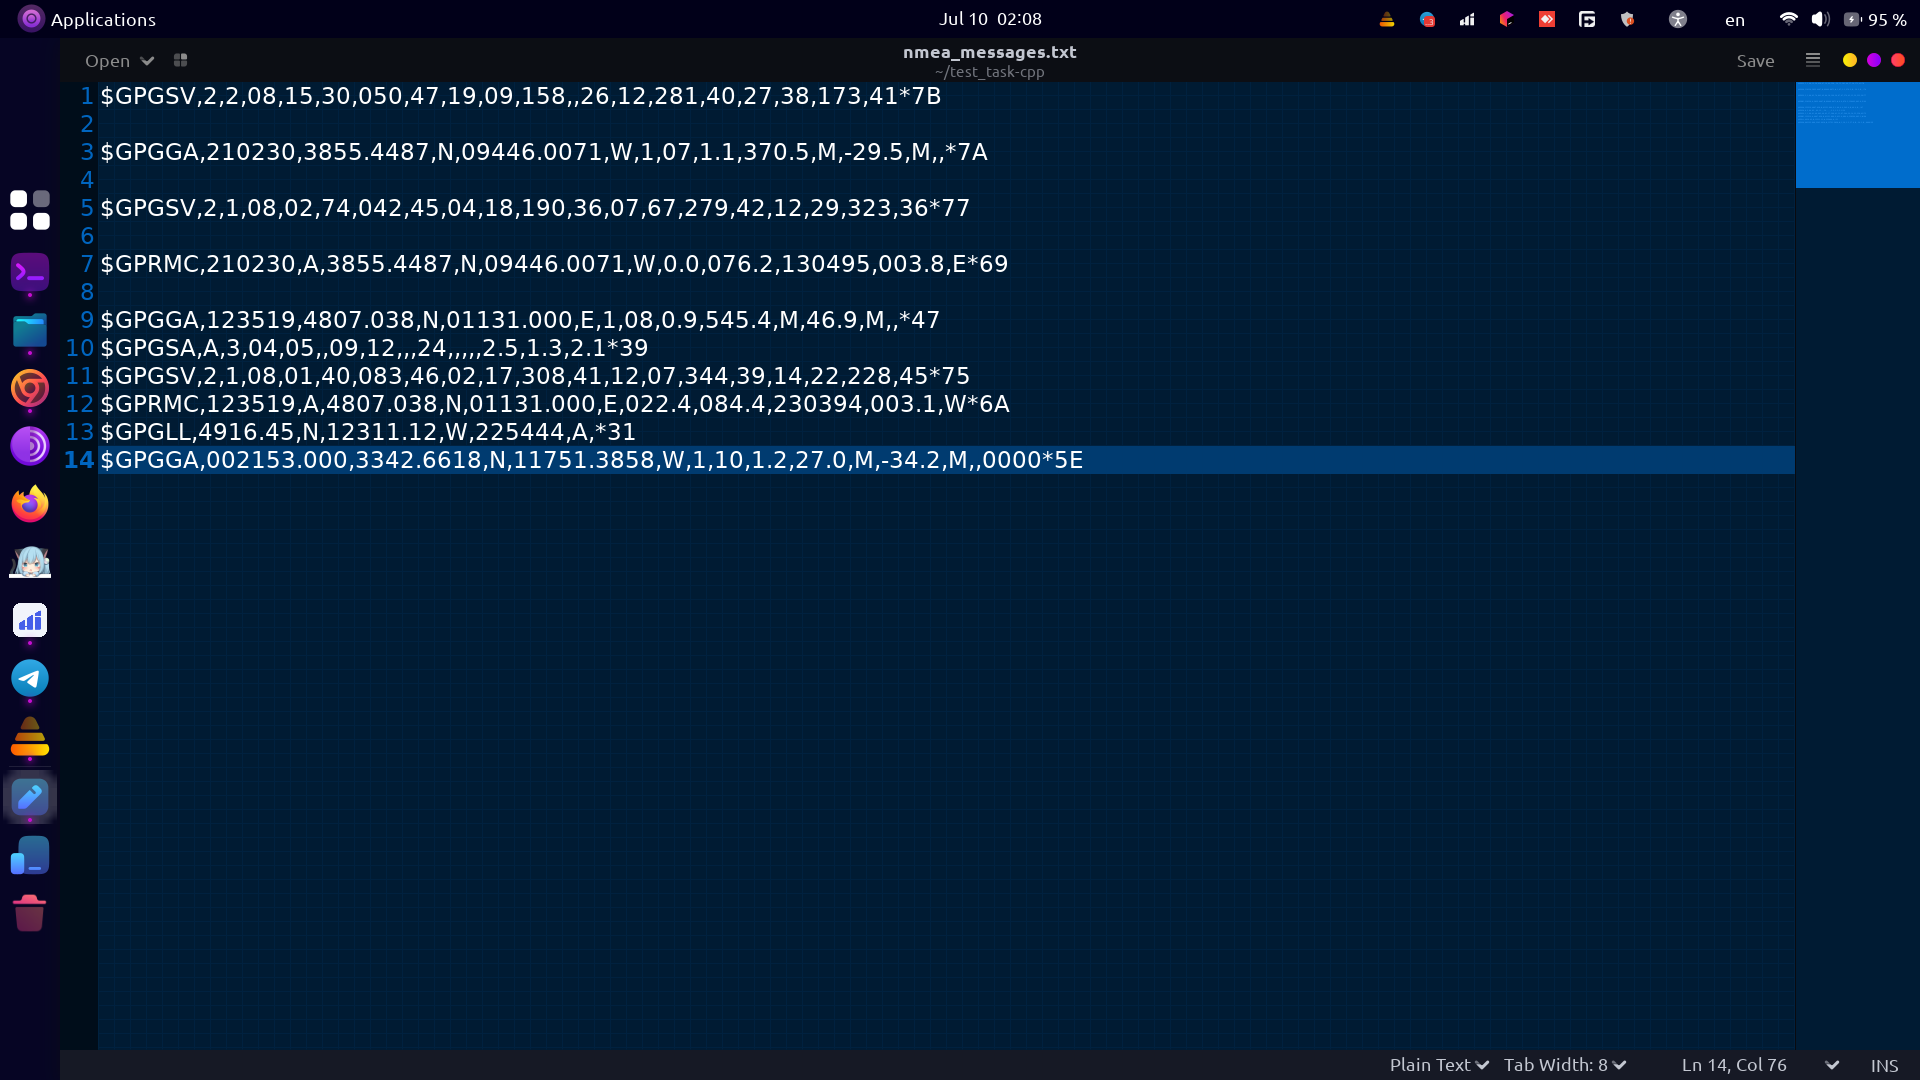 Applications
Jul 10 02:08
en
95 %
Open
nmea_messages.txt
~/test_task-cpp
Save
1 $GPGSV,2,2,08,15,30,050,47,19,09,158,,26,12,281,40,27,38,173,41*7B
2
3 $GPGGA,210230,3855.4487,N,09446.0071,W,1,07,1.1,370.5,M,-29.5,M,,*7A
4
5 $GPGSV,2,1,08,02,74,042,45,04,18,190,36,07,67,279,42,12,29,323,36*77
6
7 $GPRMC,210230,A,3855.4487,N,09446.0071,W,0.0,076.2,130495,003.8,E*69
8
9 $GPGGA,123519,4807.038,N,01131.000,E,1,08,0.9,545.4,M,46.9,M,,*47
10 $GPGSA,A,3,04,05,,09,12,,,24,,,,,2.5,1.3,2.1*39
11 $GPGSV,2,1,08,01,40,083,46,02,17,308,41,12,07,344,39,14,22,228,45*75
12 $GPRMC,123519,A,4807.038,N,01131.000,E,022.4,084.4,230394,003.1,W*6A
13 $GPGLL,4916.45,N,12311.12,W,225444,A,*31
14 $GPGGA,002153.000,3342.6618,N,11751.3858,W,1,10,1.2,27.0,M,-34.2,M,,0000*5E
Plain Text
Tab Width: 8
Ln 14, Col 76
INS